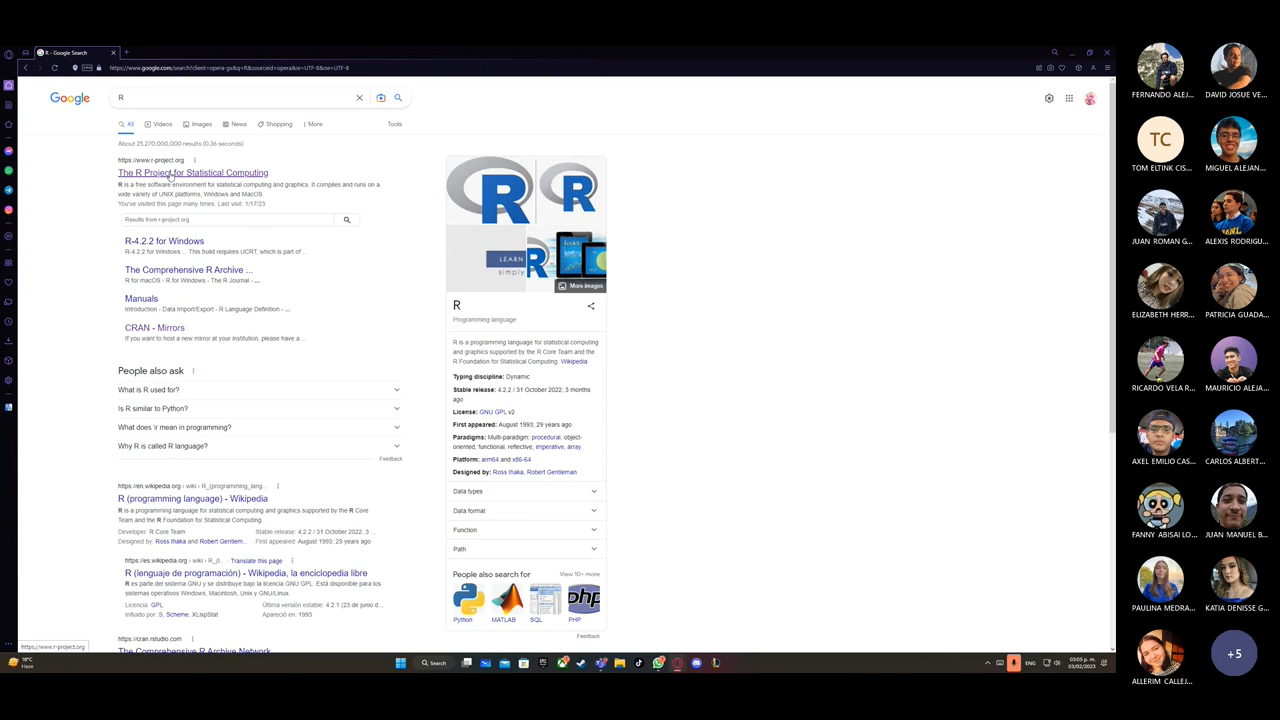 R - Google Search
https://www.google.com/search?client=opera-gx&q=R&sourceid=opera&ie=UTF-8&oe=UTF-8
VPN
Google
R
All
Videos
Images
News
Shopping
More
Tools
About 25,270,000,000 results (0.36 seconds)
https://www.r-project.org
The R Project for Statistical Computing
R is a free software environment for statistical computing and graphics. It compiles and runs on a
wide variety of UNIX platforms, Windows and MacOS.
You've visited this page many times. Last visit: 1/17/23
Results from r-project.org
R-4.2.2 for Windows
R-4.2.2 for Windows ... This build requires UCRT, which is part of...
The Comprehensive R Archive ...
R for macOS - R for Windows - The R Journal - ...
Manuals
Introduction - Data Import/Export - R Language Definition - ...
CRAN - Mirrors
If you want to host a new mirror at your institution, please have a ...
People also ask
What is R used for?
Is R similar to Python?
What does \r mean in programming?
Why R is called R language?
Feedback
https://en.wikipedia.org › wiki › R_(programming_lang...
R (programming language) - Wikipedia
R is a programming language for statistical computing and graphics supported by the R Core
Team and the R Foundation for Statistical Computing.
Developer: R Core Team
Stable release: 4.2.2 / 31 October 2022; 3 ...
Designed by: Ross Ihaka and Robert Gentlem...
First appeared: August 1993; 29 years ago
https://es.wikipedia.org › wiki › R_(l...
Translate this page
R (lenguaje de programación) - Wikipedia, la enciclopedia libre
R es parte del sistema GNU y se distribuye bajo la licencia GNU GPL. Está disponible para los
sistemas operativos Windows, Macintosh, Unix y GNU/Linux.
Licencia: GPL
Última versión estable: 4.2.1 (23 de junio d...
Influido por: S, Scheme, XLispStat
Apareció en: 1993
https://cran.rstudio.com
The Comprehensive R Archive Network
https://www.r-project.org
R
R
LEARN
simply
R
More images
R
Programming language
R is a programming language for statistical computing
and graphics supported by the R Core Team and the
R Foundation for Statistical Computing. Wikipedia
Typing discipline: Dynamic
Stable release: 4.2.2 / 31 October 2022; 3 months
ago
License: GNU GPL v2
First appeared: August 1993; 29 years ago
Paradigms: Multi-paradigm: procedural, object-
oriented, functional, reflective, imperative, array
Platform: arm64 and x86-64
Designed by: Ross Ihaka, Robert Gentleman
Data types
Data format
Function
Path
People also search for
View 10+ more
php
Python
MATLAB
SQL
PHP
Feedback
19°C
Haze
Search
ENG
03:05 p. m.
03/02/2023
FERNANDO ALEJ...
DAVID JOSUE VE...
TC
TOM ELTINK CIS...
MIGUEL ALEJAN...
JUAN ROMAN G...
ALEXIS RODRIGU...
ELIZABETH HERR...
PATRICIA GUADA...
RICARDO VELA R...
MAURICIO ALEJA...
AXEL EMILIO CAS...
CARLOS ALBERT...
FANNY ABISAI LO...
JUAN MANUEL B...
PAULINA MEDRA...
KATIA DENISSE G...
ALLERIM CALLEJ...
+5